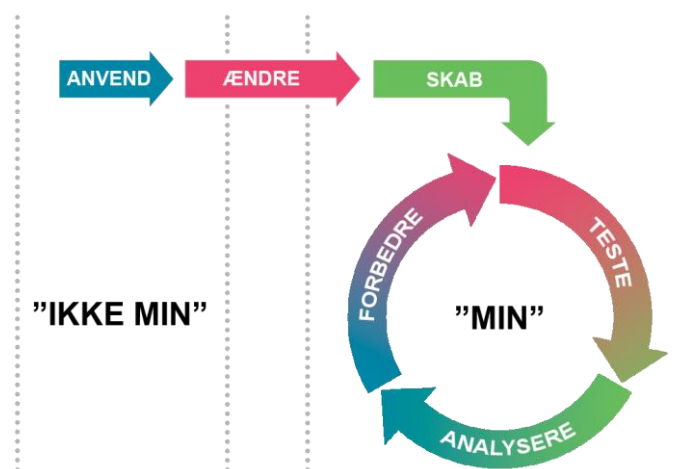 ANVEND
ÆNDRE
SKAB
FORBEDRE
TESTE
”IKKE MIN”
”MIN”
ANALYSERE